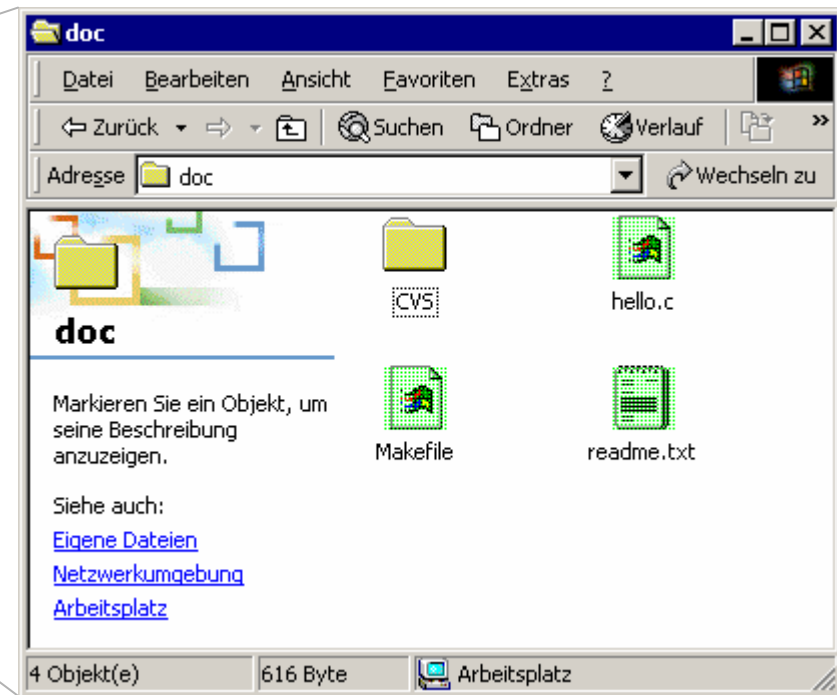 doc
Datei Bearbeiten Ansicht Favoriten Extras ?
Zurück Suchen Ordner Verlauf »
Adresse doc Wechseln zu
doc
Markieren Sie ein Objekt, um
seine Beschreibung
anzuzeigen.
Siehe auch:
Eigene Dateien
Netzwerkumgebung
Arbeitsplatz
CVS hello.c
Makefile readme.txt
4 Objekt(e) 616 Byte Arbeitsplatz